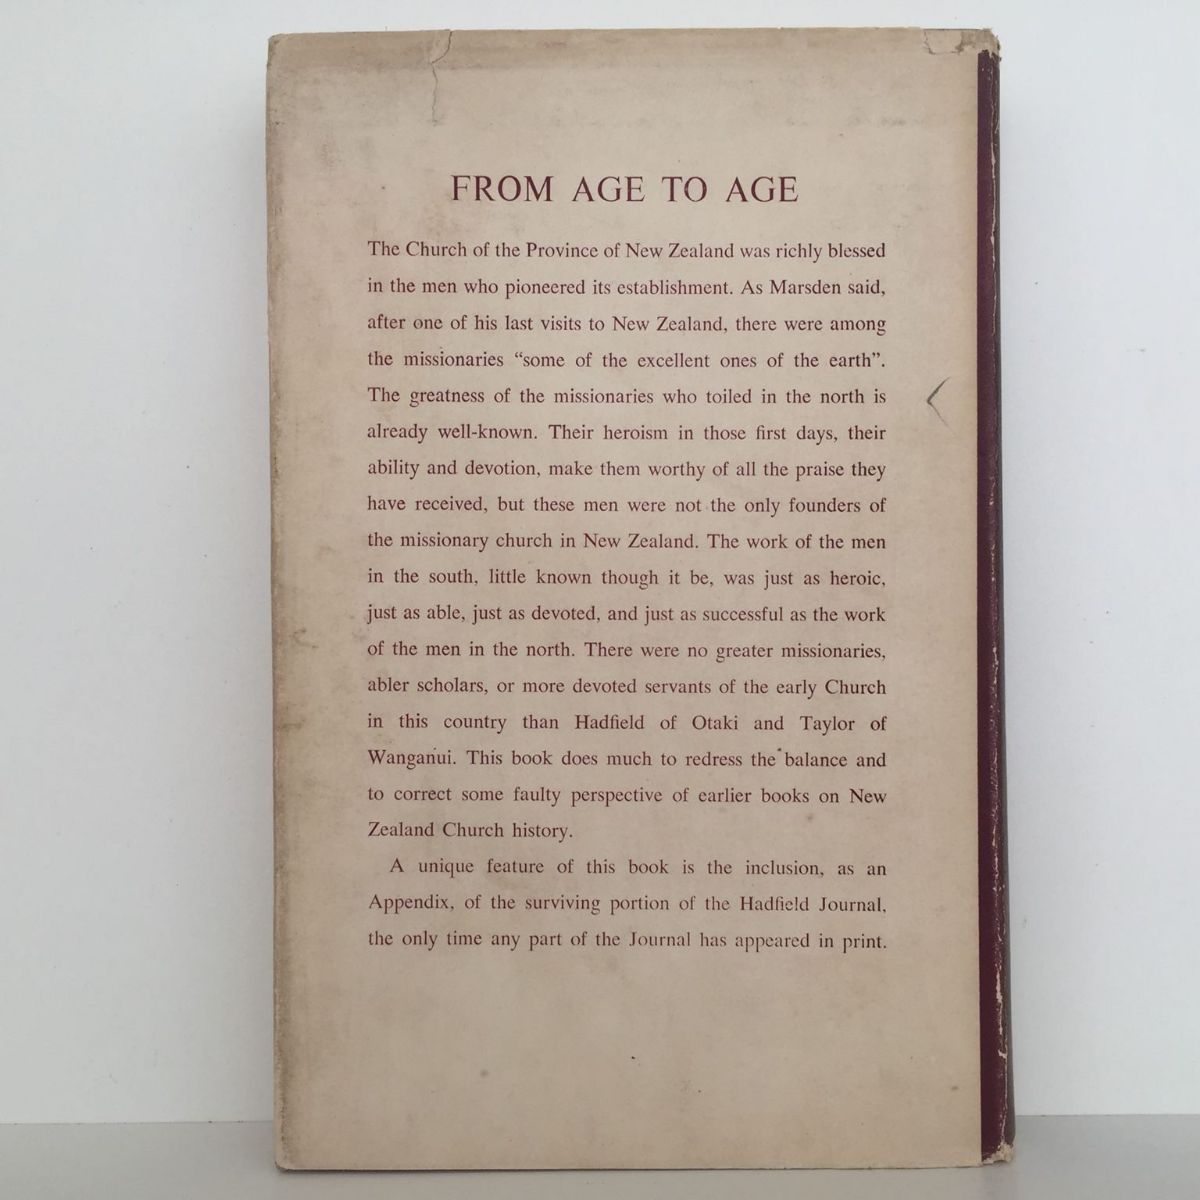 FROM AGE TO AGE
The Church of the Province of New Zealand was richly blessed
in the men who pioneered its establishment. As Marsden said,
after one of his last visits to New Zealand, there were among
the missionaries “some of the excellent ones of the earth”.
The greatness of the missionaries who toiled in the north is
already well-known. Their heroism in those first days, their
ability and devotion, make them worthy of all the praise they
have received, but these men were not the only founders of
the missionary church in New Zealand. The work of the men
in the south, little known though it be, was just as heroic,
just as able, just as devoted, and just as successful as the work
of the men in the north. There were no greater missionaries,
abler scholars, or more devoted servants of the early Church
in this country than Hadfield of Otaki and Taylor of
Wanganui. This book does much to redress the balance and
to correct some faulty perspective of earlier books on New
Zealand Church history.
A unique feature of this book is the inclusion, as an
Appendix, of the surviving portion of the Hadfield Journal,
the only time any part of the Journal has appeared in print.